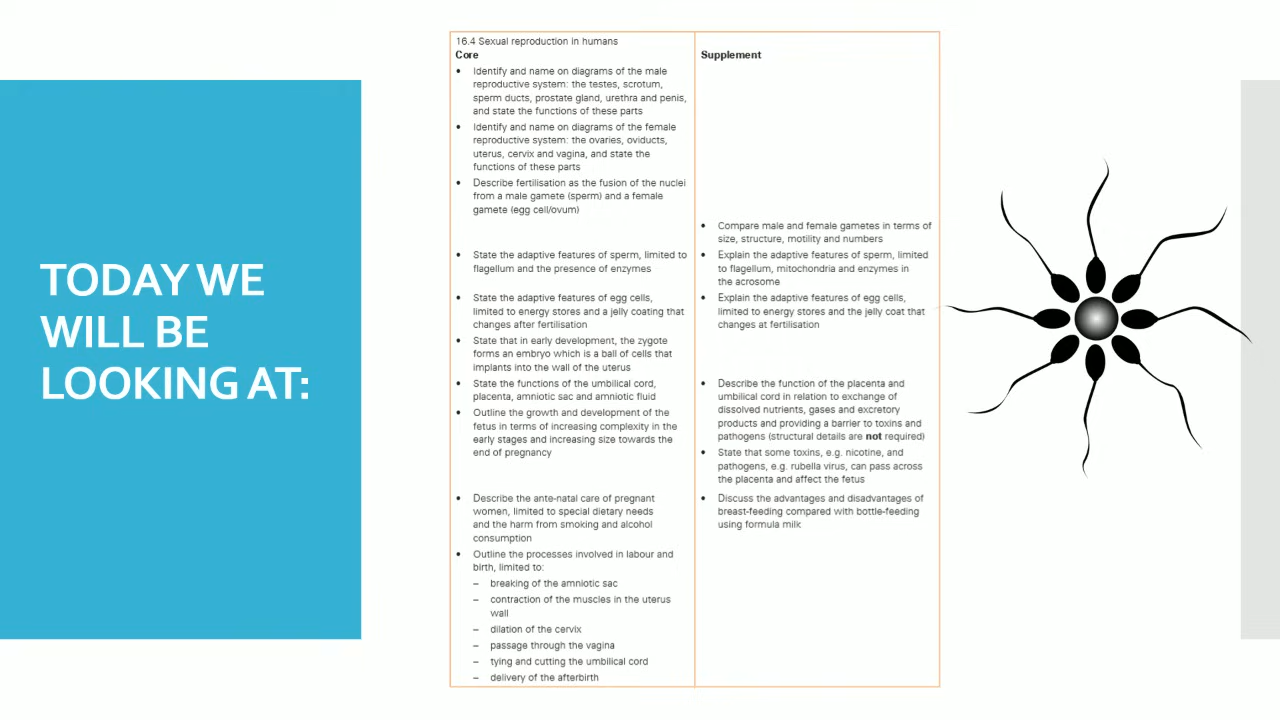 TODAY WE
WILL BE
LOOKING AT:
16.4 Sexual reproduction in humans
Core
• Identify and name on diagrams of the male
reproductive system: the testes, scrotum,
sperm ducts, prostate gland, urethra and penis,
and state the functions of these parts
• Identify and name on diagrams of the female
reproductive system: the ovaries, oviducts,
uterus, cervix and vagina, and state the
functions of these parts
• Describe fertilisation as the fusion of the nuclei
from a male gamete (sperm) and a female
gamete (egg cell/ovum)
• State the adaptive features of sperm, limited to
flagellum and the presence of enzymes
• State the adaptive features of egg cells,
limited to energy stores and a jelly coating that
changes after fertilisation
• State that in early development, the zygote
forms an embryo which is a ball of cells that
implants into the wall of the uterus
• State the functions of the umbilical cord,
placenta, amniotic sac and amniotic fluid
• Outline the growth and development of the
fetus in terms of increasing complexity in the
early stages and increasing size towards the
end of pregnancy
• Describe the ante-natal care of pregnant
women, limited to special dietary needs
and the harm from smoking and alcohol
consumption
• Outline the processes involved in labour and
birth, limited to:
– breaking of the amniotic sac
– contraction of the muscles in the uterus
wall
– dilation of the cervix
– passage through the vagina
– tying and cutting the umbilical cord
– delivery of the afterbirth
Supplement
• Compare male and female gametes in terms of
size, structure, motility and numbers
• Explain the adaptive features of sperm, limited
to flagellum, mitochondria and enzymes in
the acrosome
• Explain the adaptive features of egg cells,
limited to energy stores and the jelly coat that
changes at fertilisation
• Describe the function of the placenta and
umbilical cord in relation to exchange of
dissolved nutrients, gases and excretory
products and providing a barrier to toxins and
pathogens (structural details are not required)
• State that some toxins, e.g. nicotine, and
pathogens, e.g. rubella virus, can pass across
the placenta and affect the fetus
• Discuss the advantages and disadvantages of
breast-feeding compared with bottle-feeding
using formula milk